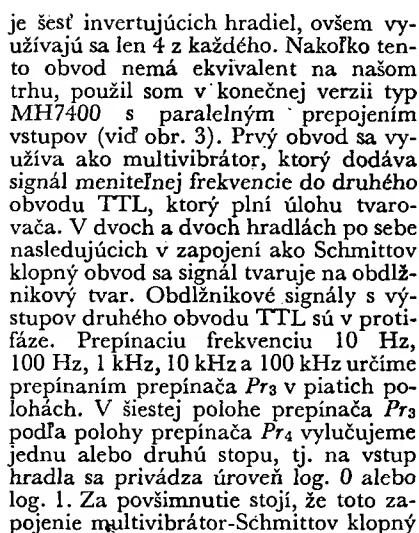 je šesť invertujúcich hradiel, ovšem vy-
užívajú sa len 4 z každého. Nakoľko ten-
to obvod nemá ekvivalent na našom
trhu, použil som v konečnej verzii typ
MH7400 s paralelným prepojením
vstupov (viď obr. 3). Prvý obvod sa vy-
užíva ako multivibrátor, ktorý dodáva
signál meniteľnej frekvencie do druhého
obvodu TTL, ktorý plní úlohu tvaro-
vača. V dvoch a dvoch hradlách po sebe
nasledujúcich v zapojení ako Schmittov
klopný obvod sa signál tvaruje na obdĺž-
nikový tvar. Obdĺžnikové signály s vý-
stupov druhého obvodu TTL sú v proti-
fáze. Prepínaciu frekvenciu 10 Hz,
100 Hz, 1 kHz, 10 kHz a 100 kHz určíme
prepínaním prepínača Pr3 v piatich po-
lohách. V šiestej polohe prepínača Pr3
podľa polohy prepínača Pr4 vylučujeme
jednu alebo druhú stopu, tj. na vstup
hradla sa privádza úroveň log. 0 alebo
log. 1. Za povšimnutie stojí, že toto za-
pojenie multivibrátor-Schmittov klopný